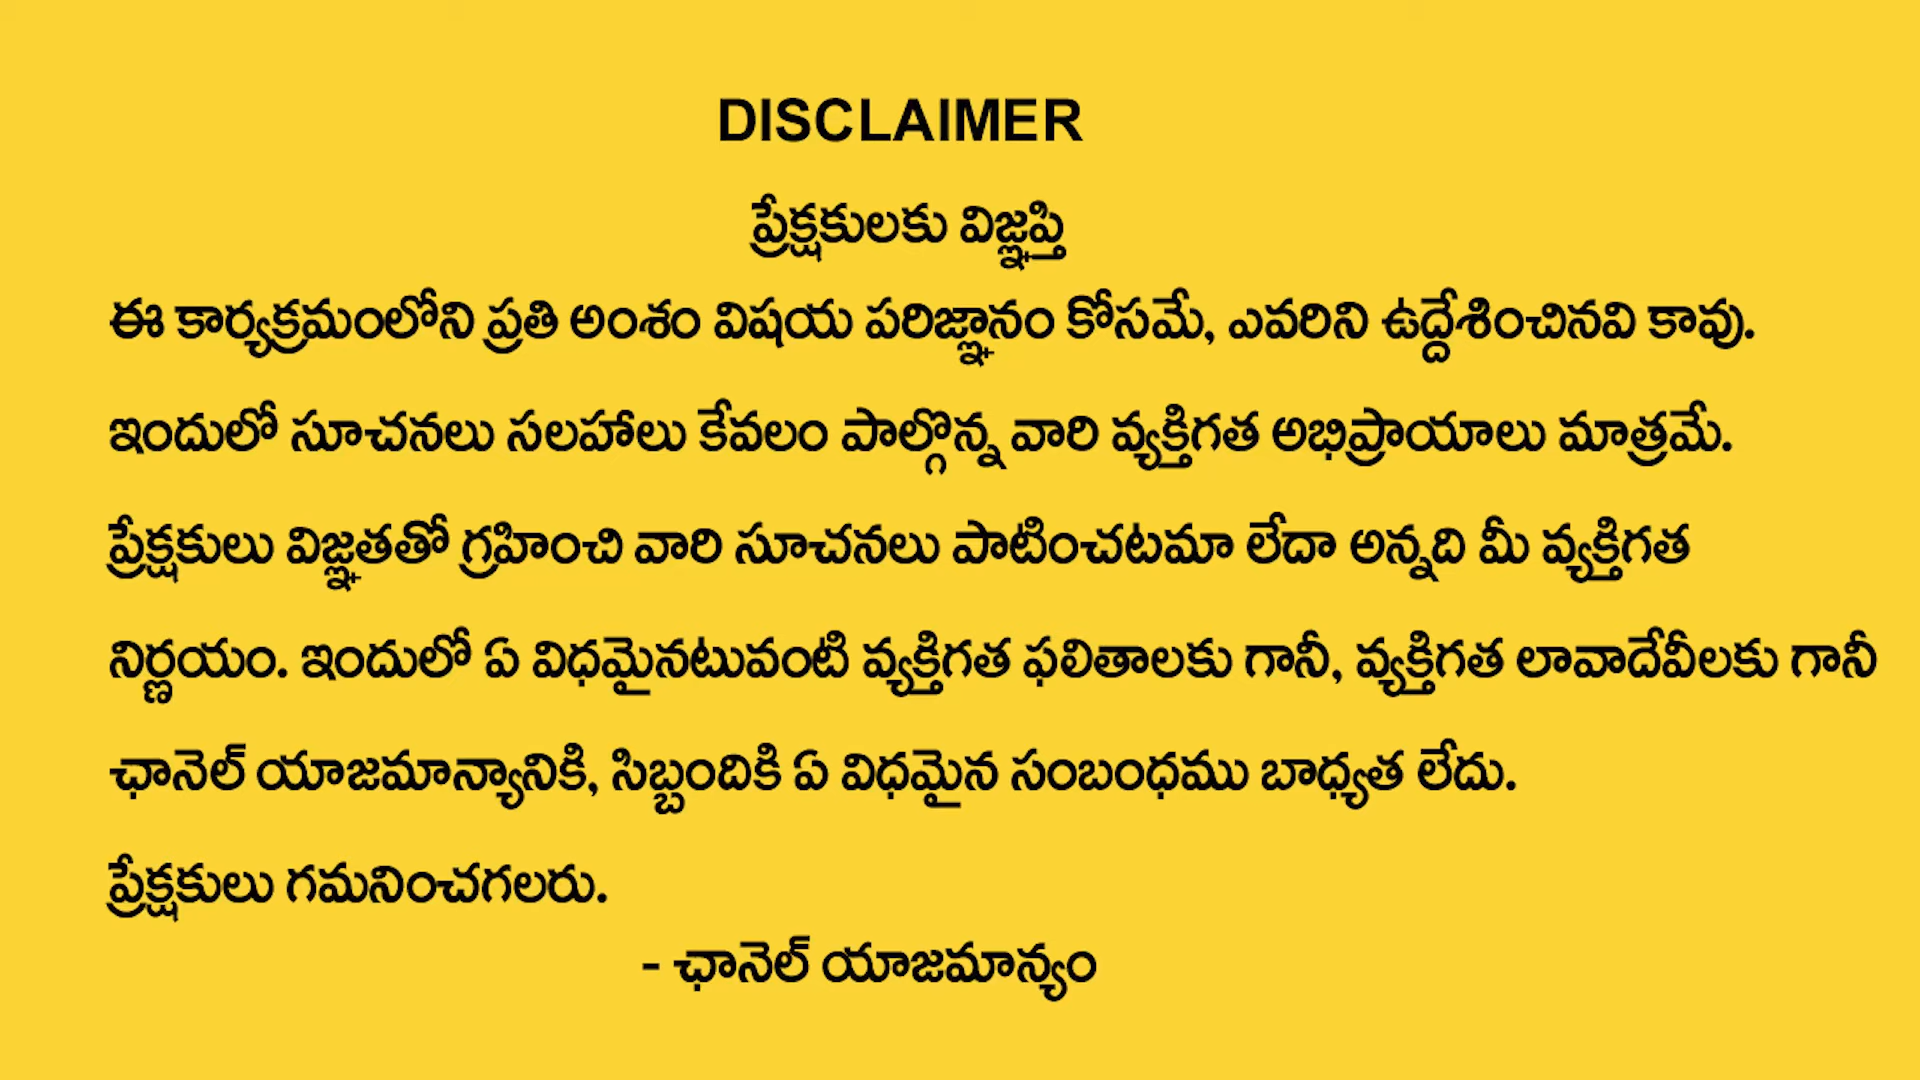 DISCLAIMER
ప్రేక్షకులకు విజ్ఞప్తి
ఈ కార్యక్రమంలోని ప్రతి అంశం విషయ పరిజ్ఞానం కోసమే, ఎవరిని ఉద్దేశించినవి కావు.
ఇందులో సూచనలు సలహాలు కేవలం పాల్గొన్న వారి వ్యక్తిగత అభిప్రాయాలు మాత్రమే.
ప్రేక్షకులు విజ్ఞతతో గ్రహించి వారి సూచనలు పాటించటమా లేదా అన్నది మీ వ్యక్తిగత
నిర్ణయం. ఇందులో ఏ విధమైనటువంటి వ్యక్తిగత ఫలితాలకు గానీ, వ్యక్తిగత లావాదేవీలకు గానీ
ఛానెల్ యాజమాన్యానికి, సిబ్బందికి ఏ విధమైన సంబంధము బాధ్యత లేదు.
ప్రేక్షకులు గమనించగలరు.
- ఛానెల్ యాజమాన్యం